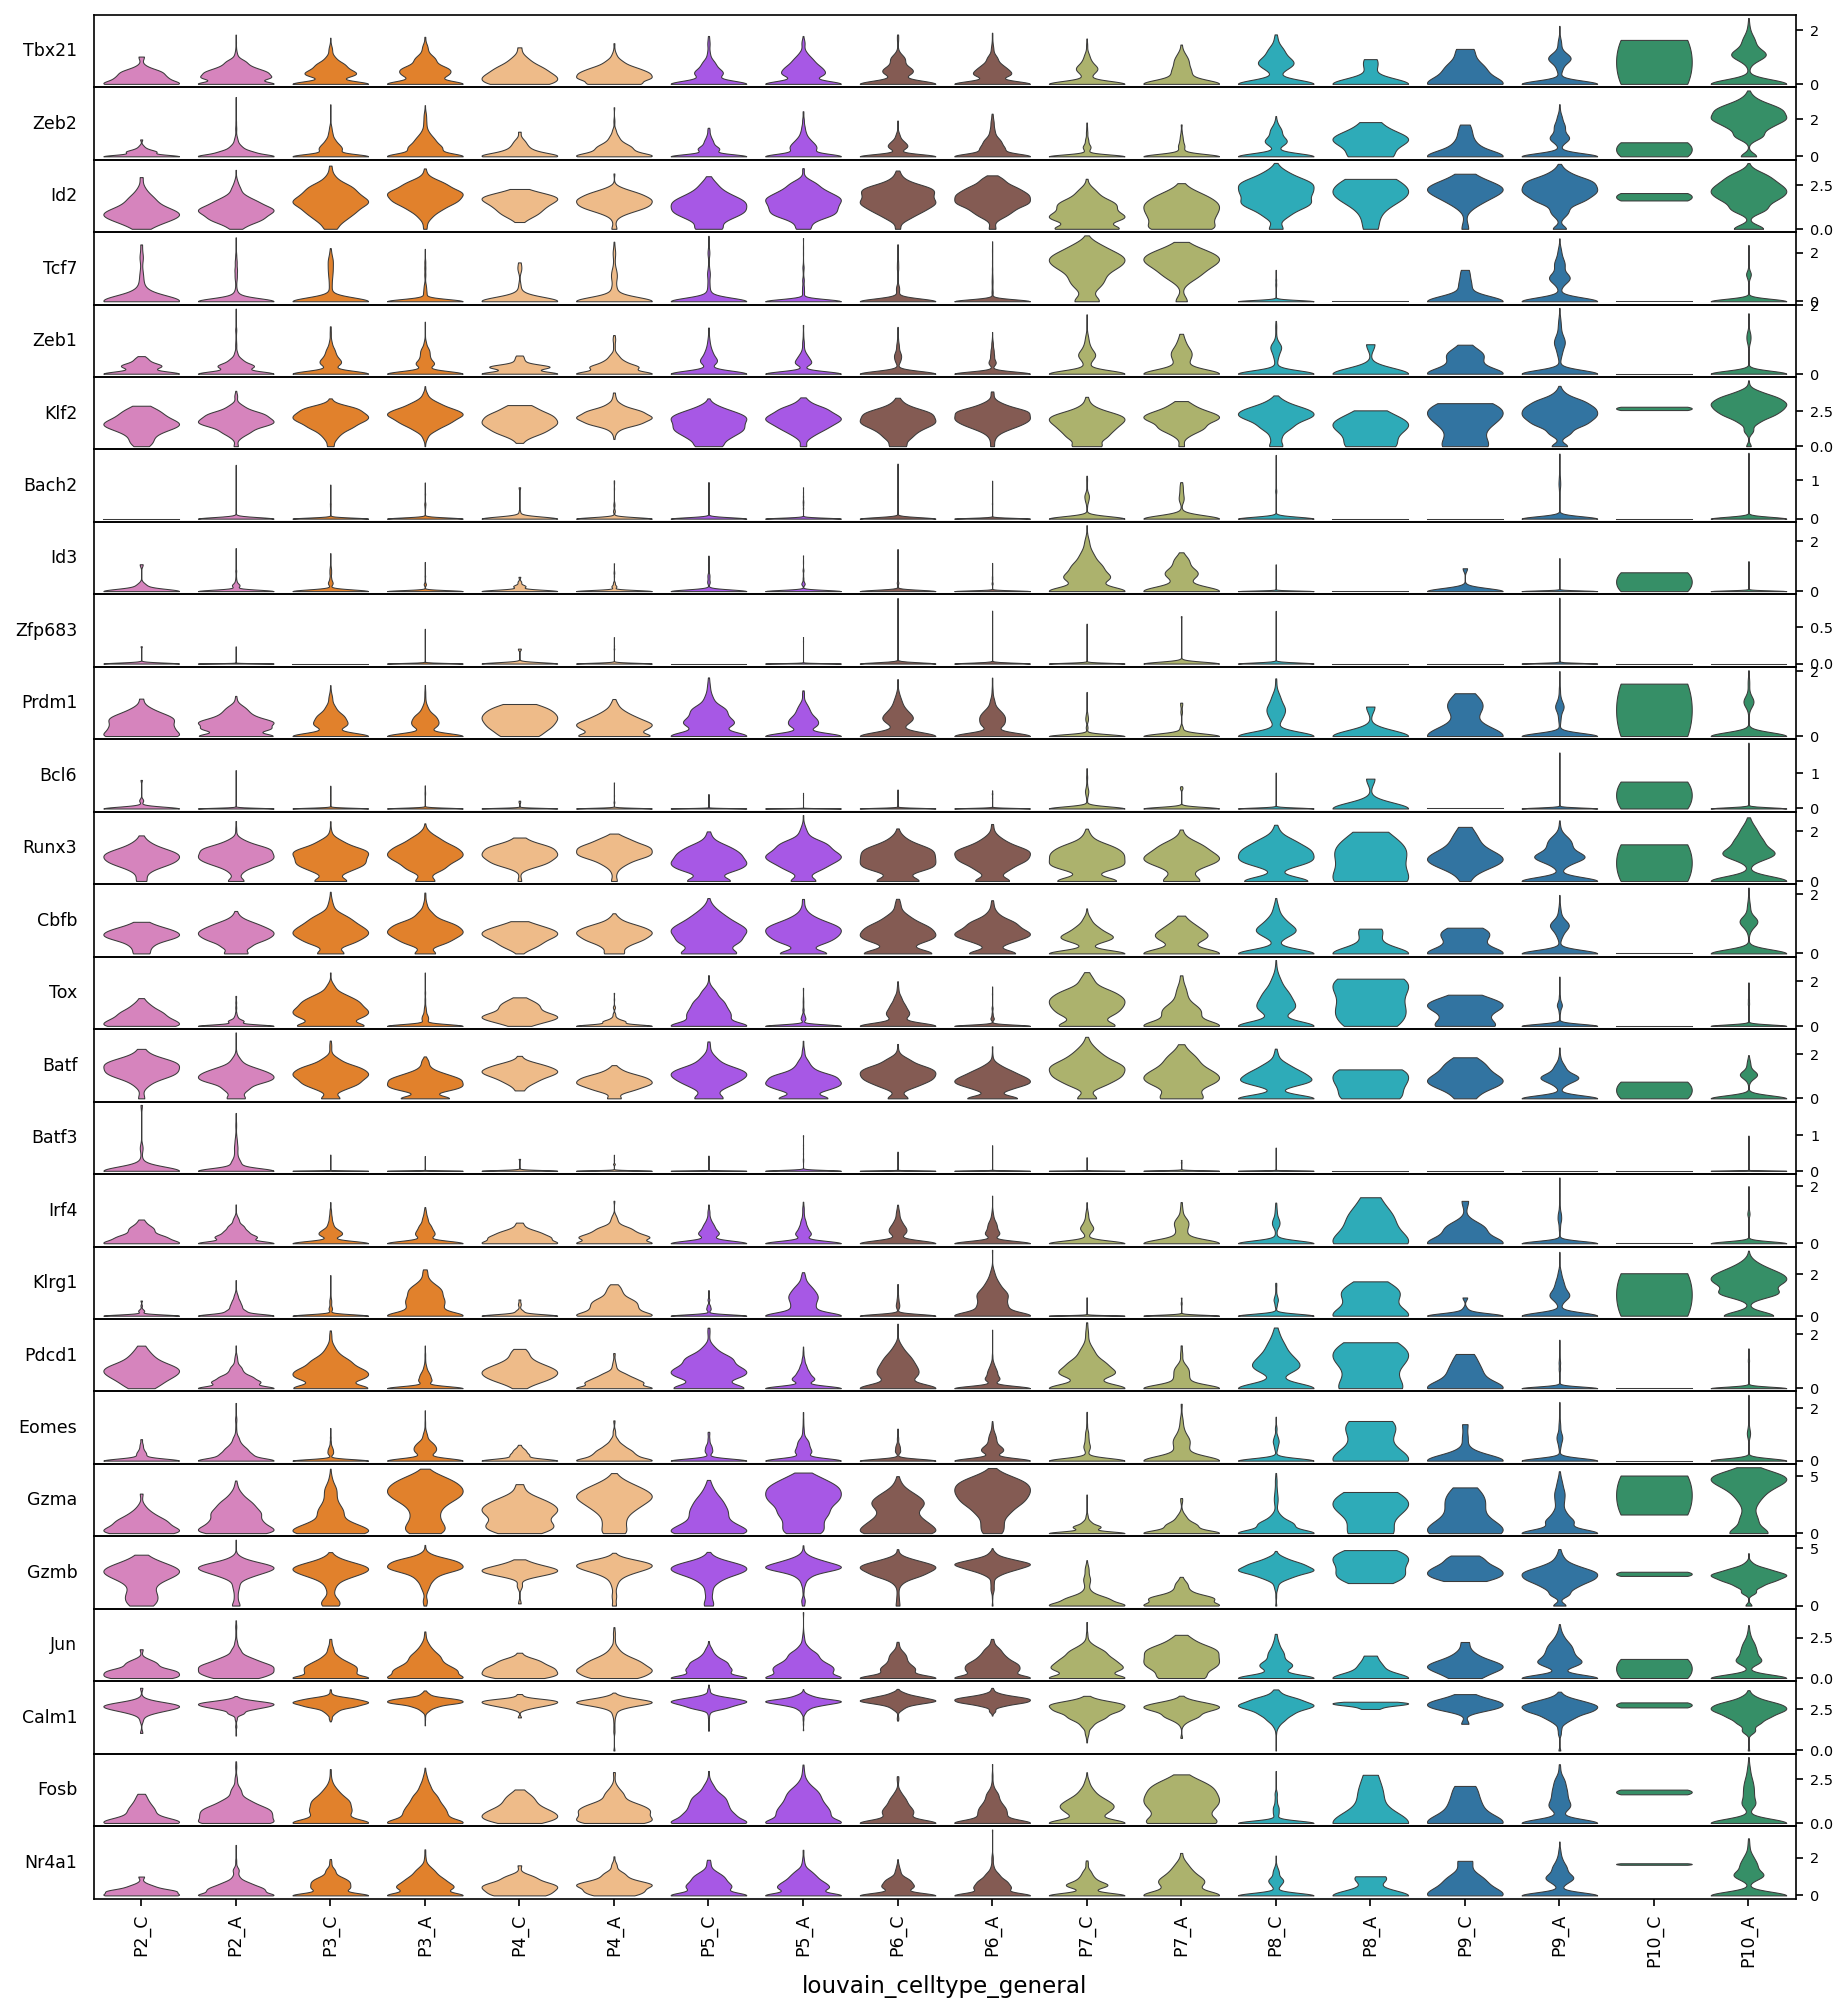 Tbx21 2 0
Zeb2 2 0
Id2 2.5 0.0
Tcf7 2 0
Zeb1 2 0
Klf2 2.5 0.0
Bach2 1 0
Id3 2 0
Zfp683 0.5 0.0
Prdm1 2 0
Bcl6 1 0
Runx3 2 0
Cbfb 2 0
Tox 2 0
Batf 2 0
Batf3 1 0
Irf4 2 0
Klrg1 2 0
Pdcd1 2 0
Eomes 2 0
Gzma 5 0
Gzmb 5 0
Jun 2.5 0.0
Calm1 2.5 0.0
Fosb 2.5 0.0
Nr4a1 2 0
P2_C P2_A P3_C P3_A P4_C P4_A P5_C P5_A P6_C P6_A P7_C P7_A P8_C P8_A P9_C P9_A P10_C P10_A
louvain_celltype_general